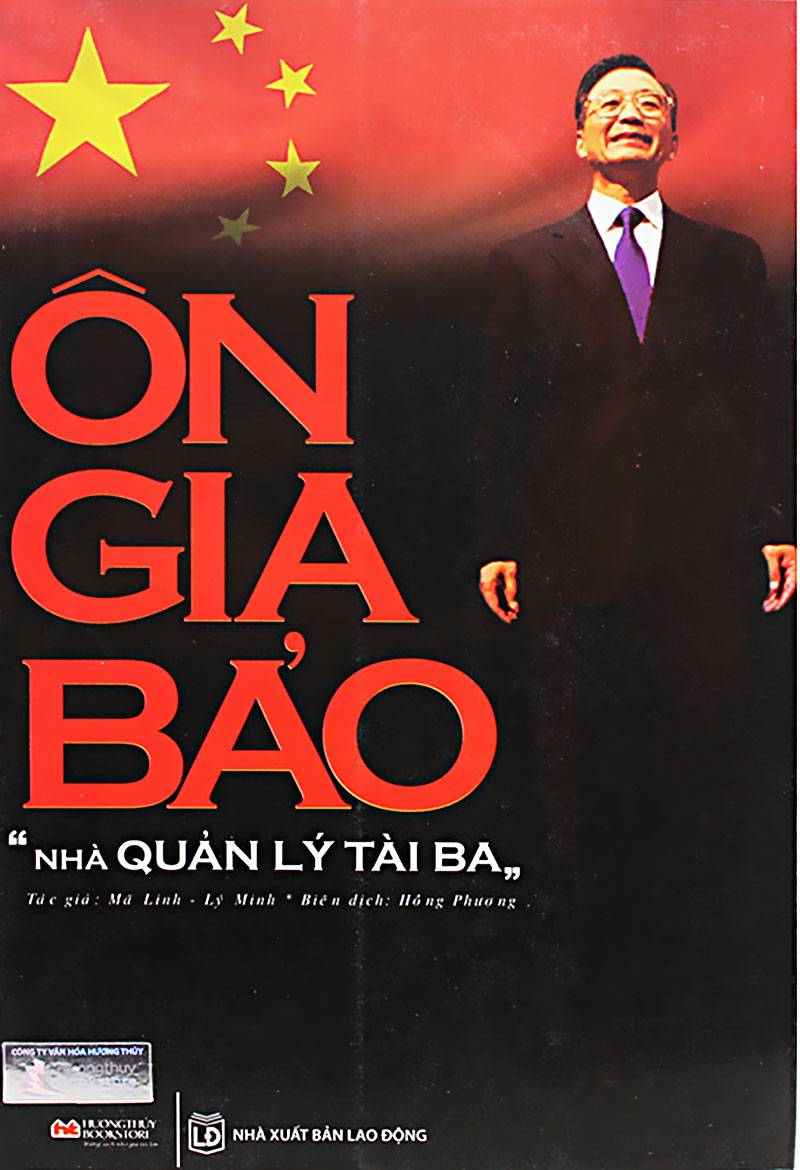 ÔN
GIA
BẢO
“NHÀ QUẢN LÝ TÀI BA„
Tác giả: Mã Linh - Lý Minh * Biên dịch: Hồng Phương .
CÔNG TY VĂN HÓA HƯƠNG THỦY
HUONGTHUY
BOOKSTORE
LĐ NHÀ XUẤT BẢN LAO ĐỘNG